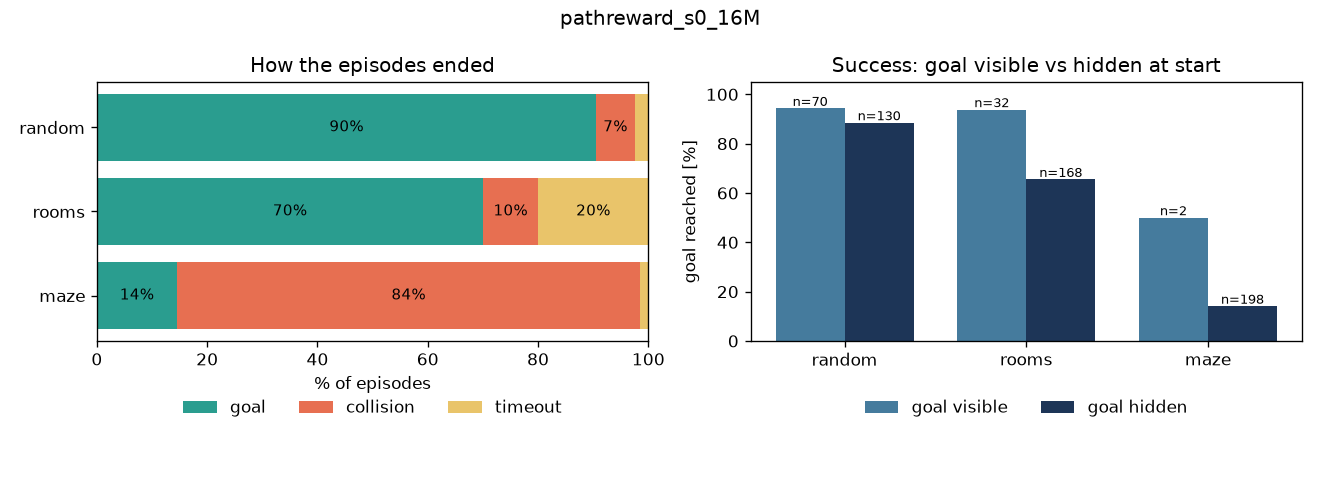 pathreward_s0_16M
How the episodes ended
random
rooms
maze
90%
7%
70%
10%
20%
14%
84%
0 20 40 60 80 100
% of episodes
goal collision timeout
Success: goal visible vs hidden at start
goal reached [%]
100
80
60
40
20
0
n=70
n=130
n=32
n=168
n=2
n=198
random rooms maze
goal visible goal hidden